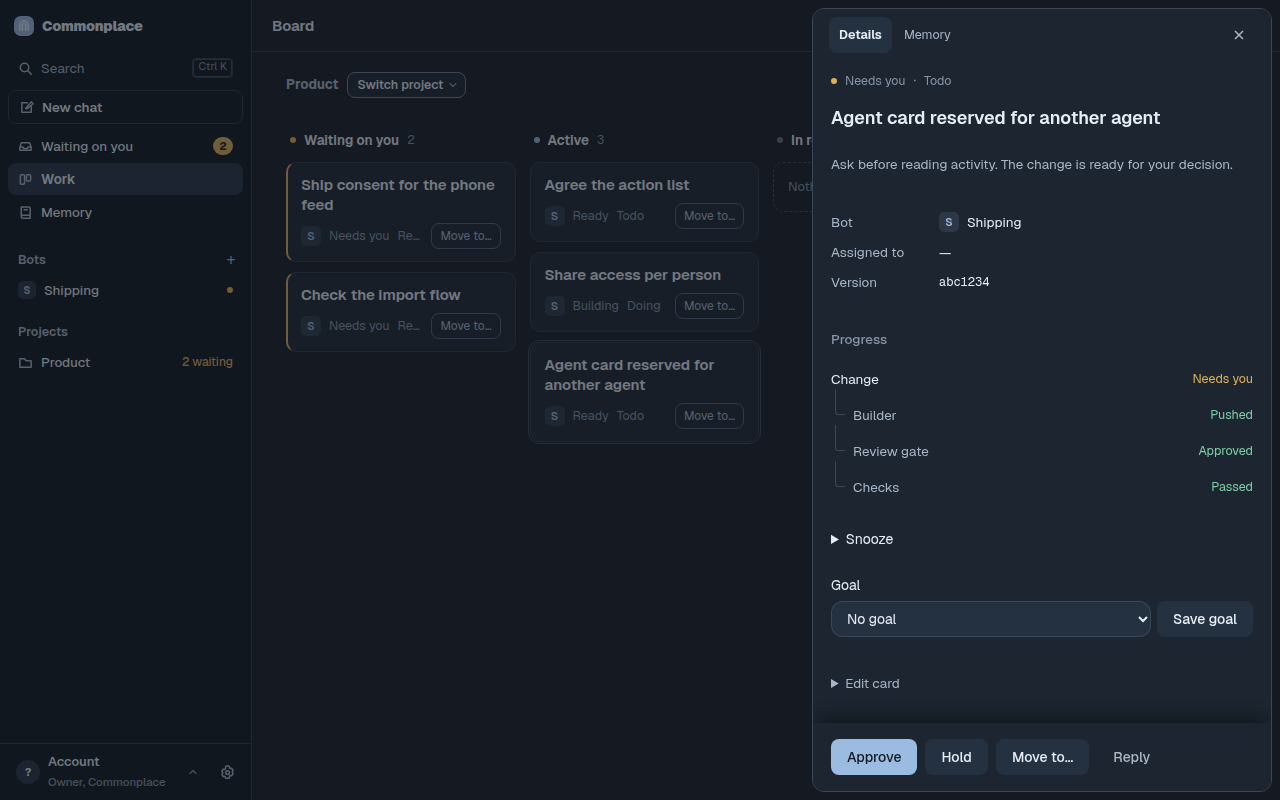 Commonplace
Search
Ctrl K
New chat
Waiting on you
2
Work
Memory
Bots
+
S
Shipping
Projects
Product
2 waiting
?
Account
Owner, Commonplace
Board
Product
Switch project
Waiting on you 2
Ship consent for the phone
feed
S
Needs you Re…
Move to…
Check the import flow
S
Needs you Re…
Move to…
Active 3
Agree the action list
S
Ready Todo
Move to…
Share access per person
S
Building Doing
Move to…
Agent card reserved for
another agent
S
Ready Todo
Move to…
Details
Memory
×
Needs you · Todo
Agent card reserved for another agent
Ask before reading activity. The change is ready for your decision.
Bot
S
Shipping
Assigned to
—
Version
abc1234
Progress
Change
Needs you
Builder
Pushed
Review gate
Approved
Checks
Passed
Snooze
Goal
No goal
Save goal
Edit card
Approve
Hold
Move to…
Reply